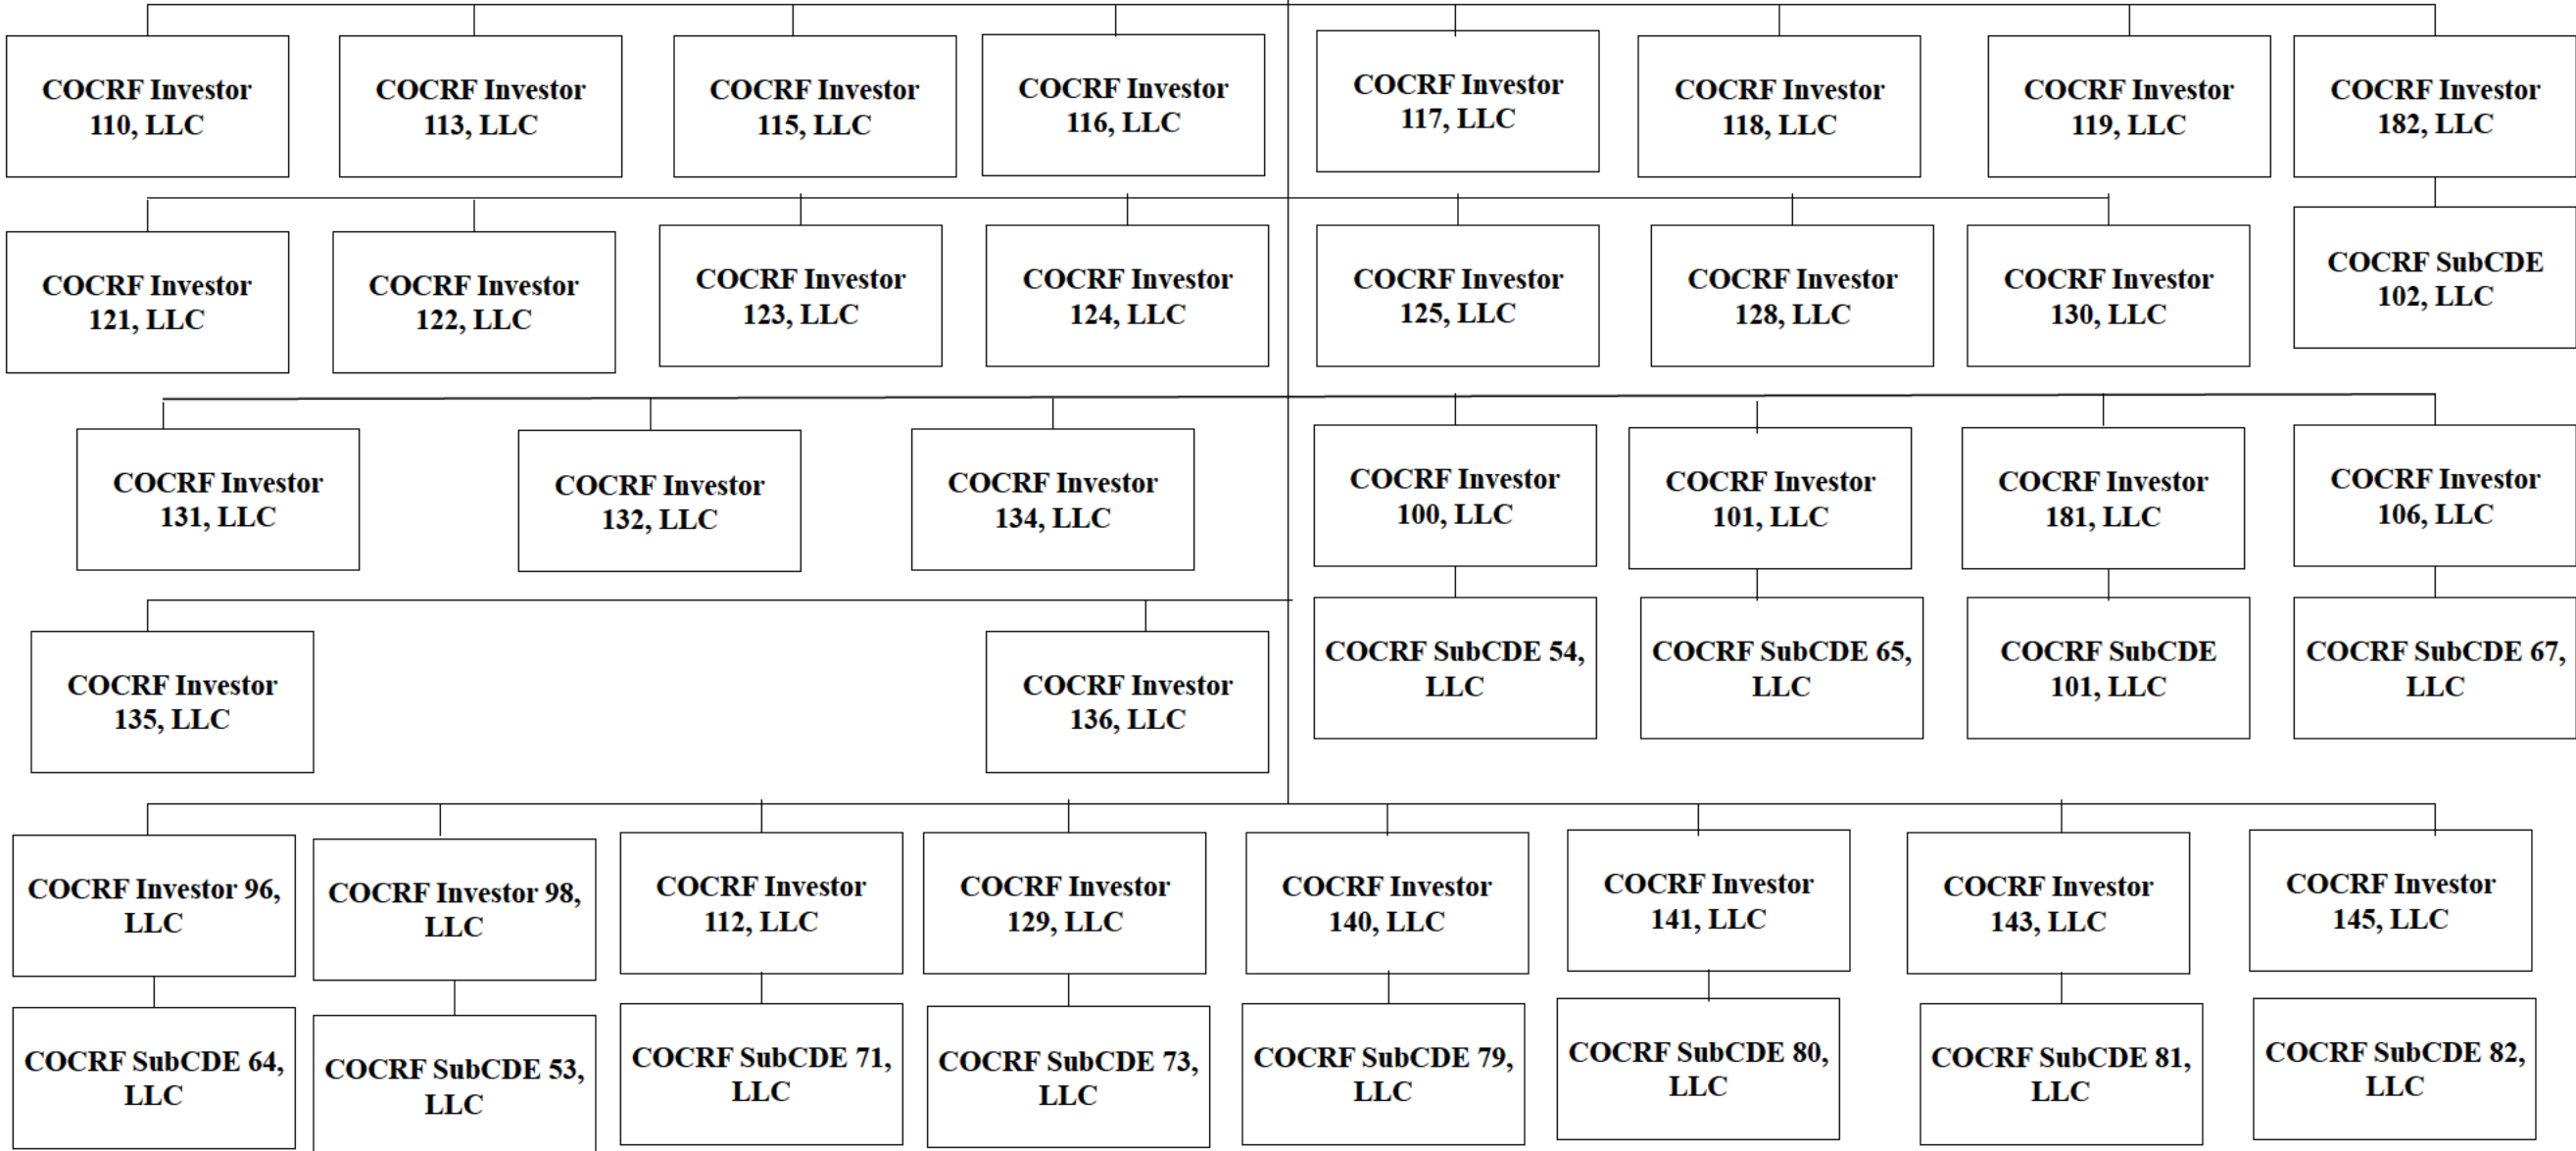 COCRF Investor
110, LLC
COCRF Investor
113, LLC
COCRF Investor
115, LLC
COCRF Investor
116, LLC
COCRF Investor
117, LLC
COCRF Investor
118, LLC
COCRF Investor
119, LLC
COCRF Investor
182, LLC
COCRF Investor
121, LLC
COCRF Investor
122, LLC
COCRF Investor
123, LLC
COCRF Investor
124, LLC
COCRF Investor
125, LLC
COCRF Investor
128, LLC
COCRF Investor
130, LLC
COCRF SubCDE
102, LLC
COCRF Investor
131, LLC
COCRF Investor
132, LLC
COCRF Investor
134, LLC
COCRF Investor
100, LLC
COCRF Investor
101, LLC
COCRF Investor
181, LLC
COCRF Investor
106, LLC
COCRF Investor
135, LLC
COCRF Investor
136, LLC
COCRF SubCDE 54,
LLC
COCRF SubCDE 65,
LLC
COCRF SubCDE
101, LLC
COCRF SubCDE 67,
LLC
COCRF Investor 96,
LLC
COCRF Investor 98,
LLC
COCRF Investor
112, LLC
COCRF Investor
129, LLC
COCRF Investor
140, LLC
COCRF Investor
141, LLC
COCRF Investor
143, LLC
COCRF Investor
145, LLC
COCRF SubCDE 64,
LLC
COCRF SubCDE 53,
LLC
COCRF SubCDE 71,
LLC
COCRF SubCDE 73,
LLC
COCRF SubCDE 79,
LLC
COCRF SubCDE 80,
LLC
COCRF SubCDE 81,
LLC
COCRF SubCDE 82,
LLC